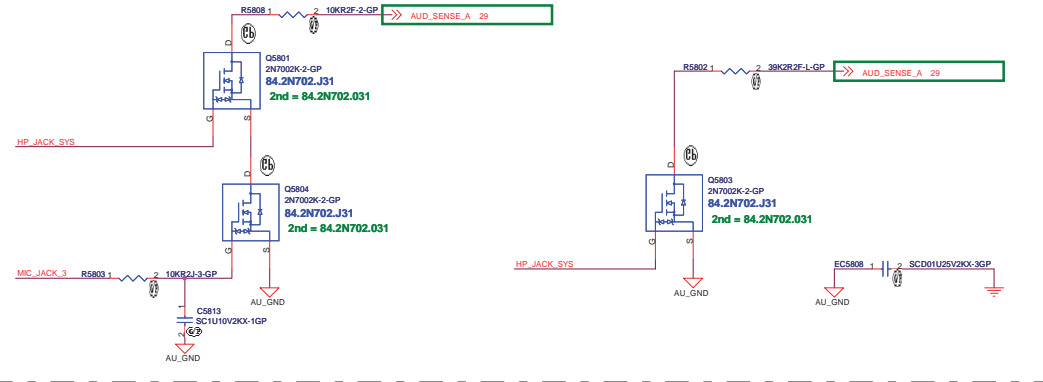 R5808 1 2 10KR2F-2-GP
AUD_SENSE_A 29
D
Q5801
2N7002K-2-GP
84.2N702.J31
2nd = 84.2N702.031
G
S
HP_JACK_SYS
D
Q5804
2N7002K-2-GP
84.2N702.J31
2nd = 84.2N702.031
G
S
MIC_JACK_3
R5803 1 2 10KR2J-3-GP
AU_GND
1
C5813
SC1U10V2KX-1GP
2
AU_GND
R5802 1 2 39K2R2F-L-GP
AUD_SENSE_A 29
D
Q5803
2N7002K-2-GP
84.2N702.J31
2nd = 84.2N702.031
G
S
HP_JACK_SYS
AU_GND
EC5808 1 2 SCD01U25V2KX-3GP
AU_GND